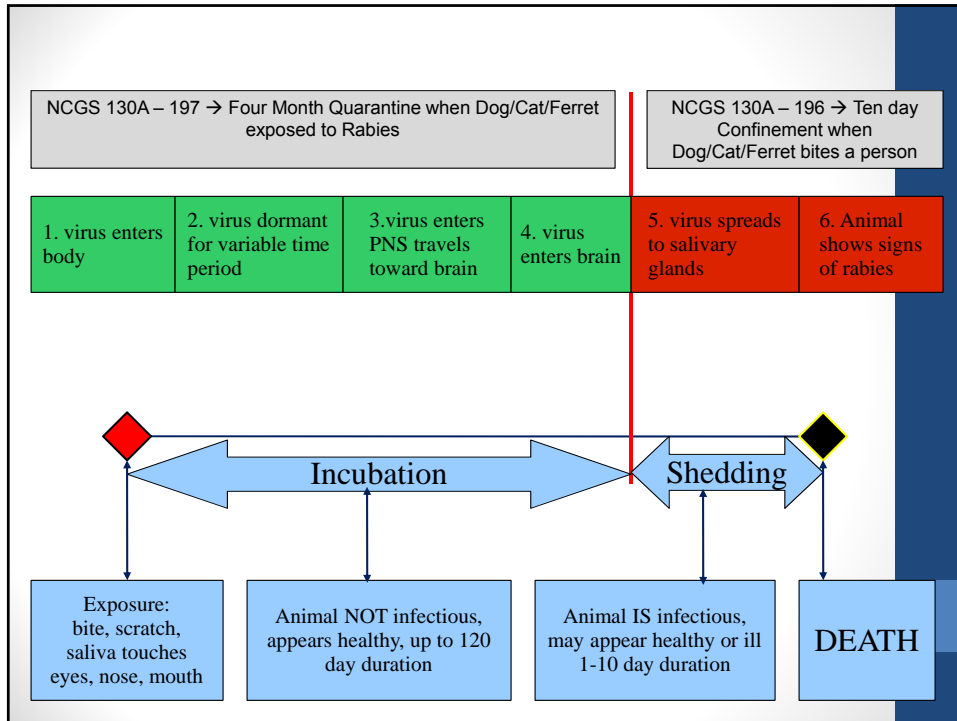 NCGS 130A – 197 → Four Month Quarantine when Dog/Cat/Ferret
exposed to Rabies
NCGS 130A – 196 → Ten day
Confinement when
Dog/Cat/Ferret bites a person
1. virus enters
body
2. virus dormant
for variable time
period
3.virus enters
PNS travels
toward brain
4. virus
enters brain
5. virus spreads
to salivary
glands
6. Animal
shows signs
of rabies
Incubation
Shedding
Exposure:
bite, scratch,
saliva touches
eyes, nose, mouth
Animal NOT infectious,
appears healthy, up to 120
day duration
Animal IS infectious,
may appear healthy or ill
1-10 day duration
DEATH